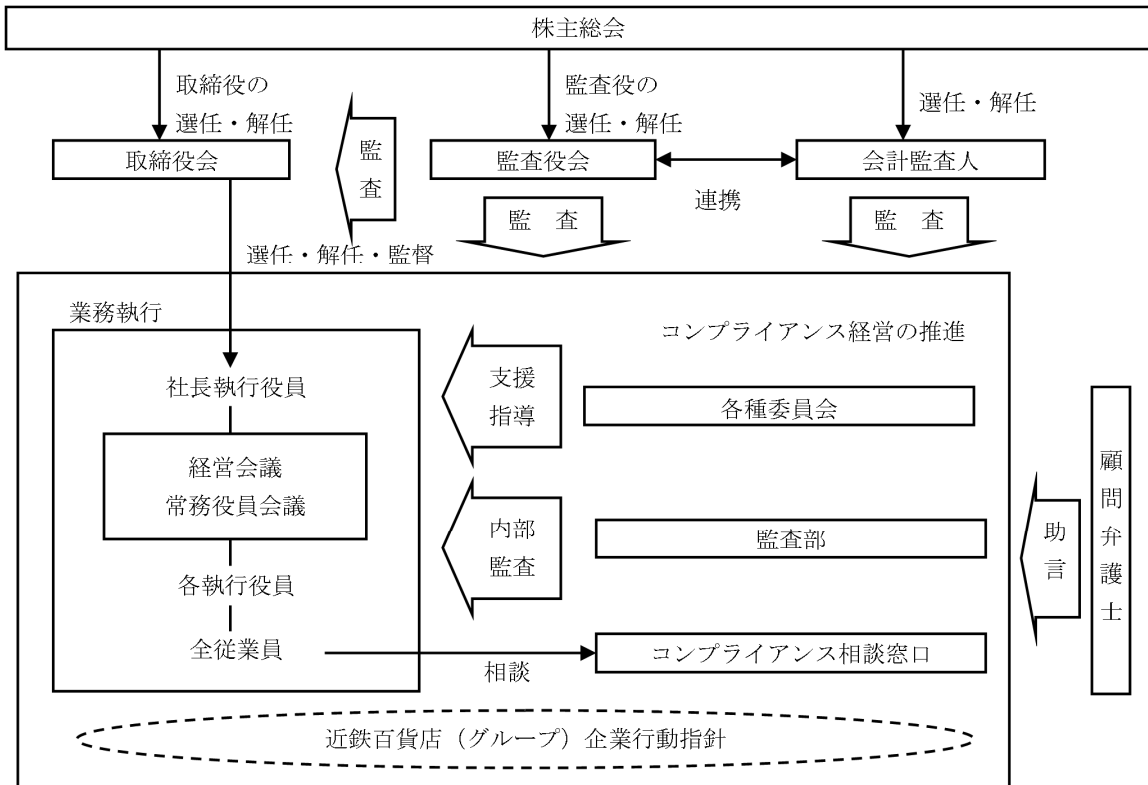 株主総会
取締役の
選任・解任
監査役の
選任・解任
選任・解任
取締役会
監査
監査役会
会計監査人
連携
監 査
監 査
選任・解任・監督
業務執行
コンプライアンス経営の推進
社長執行役員
支援
指導
各種委員会
経営会議
常務役員会議
内部
監査
監査部
助言
顧問弁護士
各執行役員
全従業員
相談
コンプライアンス相談窓口
近鉄百貨店（グループ）企業行動指針